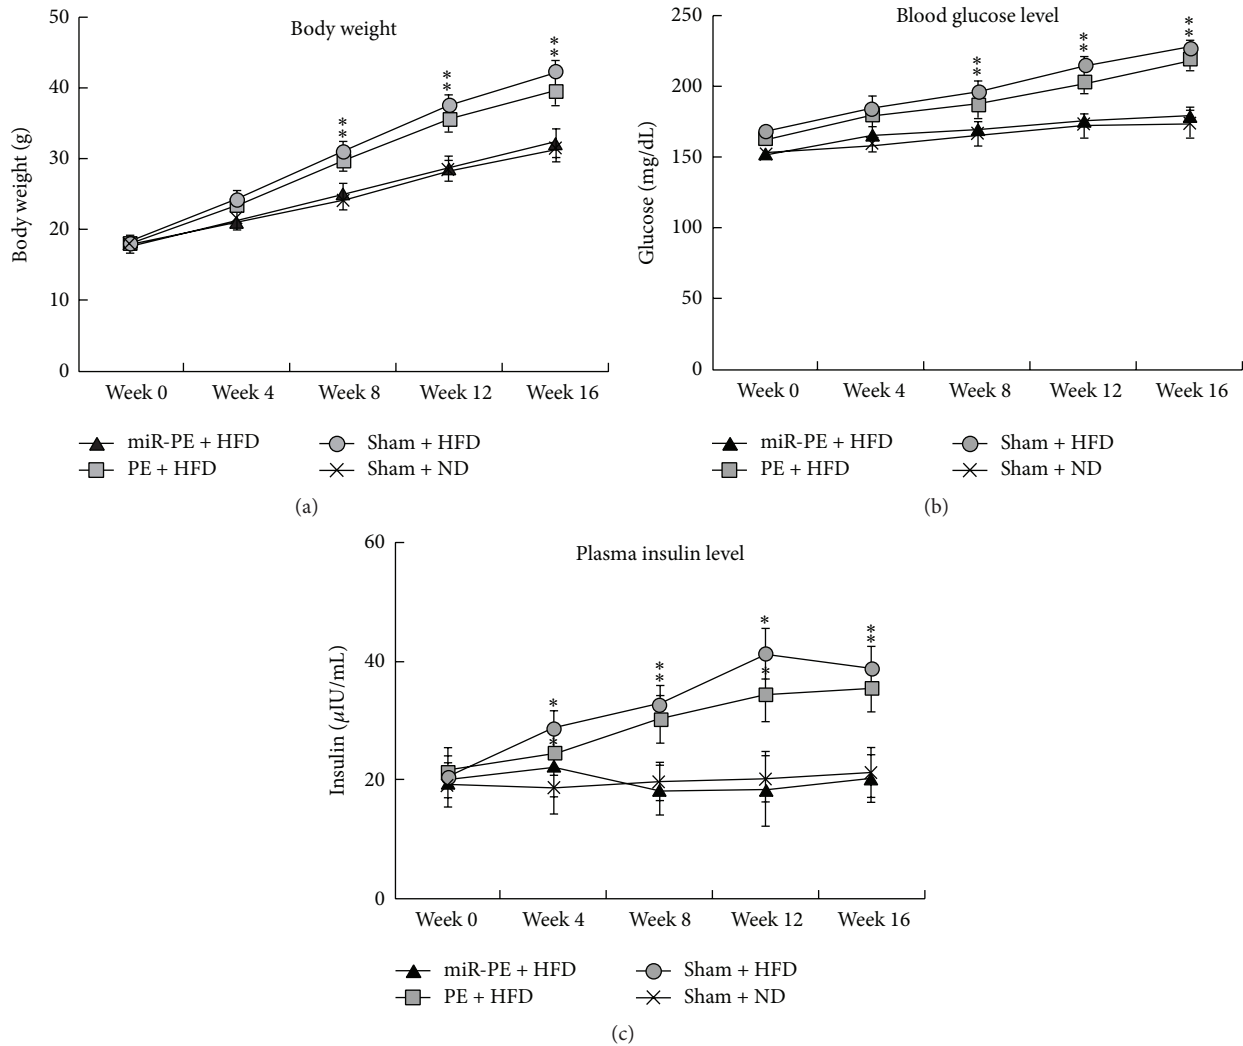 Body weight
50
40
30
20
10
0
Body weight (g)
* *
* *
* *
Week 0 Week 4 Week 8 Week 12 Week 16
miR-PE + HFD Sham + HFD
PE + HFD Sham + ND
(a)
Blood glucose level
250
200
150
100
50
0
Glucose (mg/dL)
* *
* *
* *
Week 0 Week 4 Week 8 Week 12 Week 16
miR-PE + HFD Sham + HFD
PE + HFD Sham + ND
(b)
Plasma insulin level
60
40
20
0
Insulin (μIU/mL)
*
*
* *
*
*
* *
Week 0 Week 4 Week 8 Week 12 Week 16
miR-PE + HFD Sham + HFD
PE + HFD Sham + ND
(c)